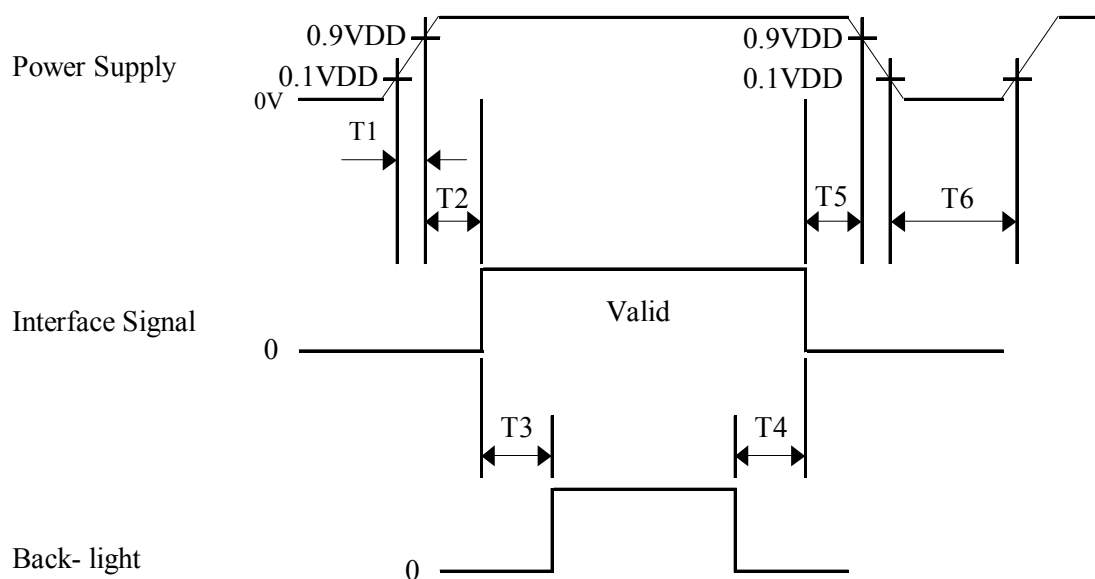 0.9VDD
0.9VDD
Power Supply
0.1VDD
0.1VDD
0V
T1
T2
T5
T6
Interface Signal
Valid
0
T3
T4
Back- light
0